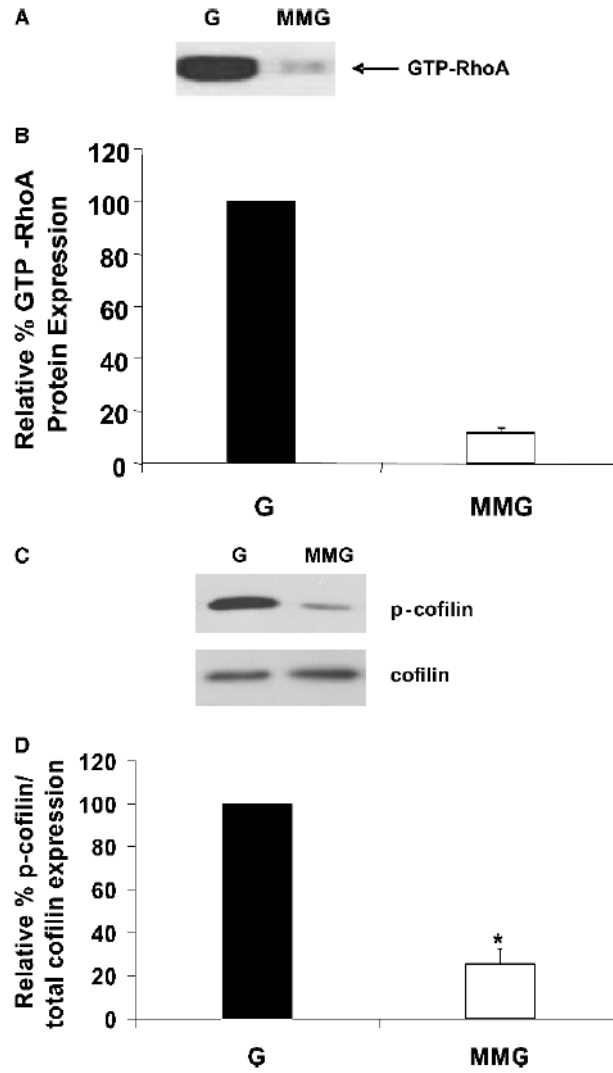 A
G MMG
GTP-RhoA
B
Relative % GTP -RhoA
Protein Expression
120
100
80
60
40
20
0
G MMG
C
G MMG
p-cofilin
cofilin
D
Relative % p-cofilin/
total cofilin expression
120
100
80
60
40
20
0
*
G MMG